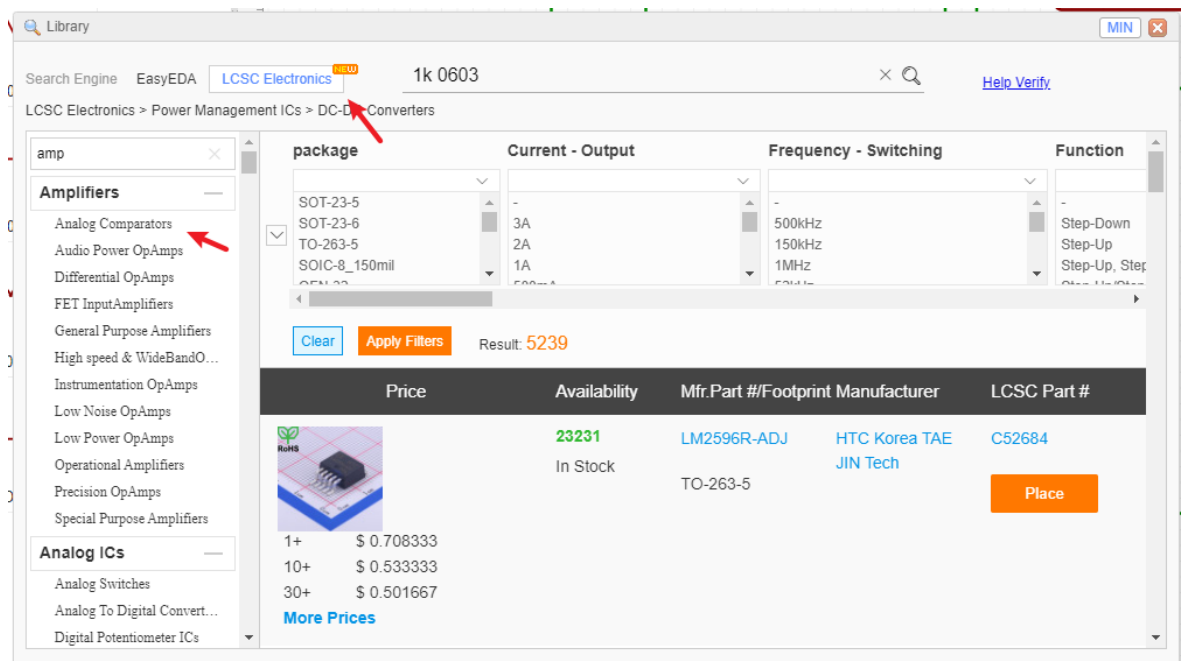 Library
MIN
Search Engine EasyEDA LCSC Electronics NEW 1k 0603 Help Verify
LCSC Electronics > Power Management ICs > DC-DC Converters
amp
Amplifiers
Analog Comparators
Audio Power OpAmps
Differential OpAmps
FET InputAmplifiers
General Purpose Amplifiers
High speed & WideBandO…
Instrumentation OpAmps
Low Noise OpAmps
Low Power OpAmps
Operational Amplifiers
Precision OpAmps
Special Purpose Amplifiers
Analog ICs
Analog Switches
Analog To Digital Convert…
Digital Potentiometer ICs
package
SOT-23-5
SOT-23-6
TO-263-5
SOIC-8_150mil
Current - Output
-
3A
2A
1A
Frequency - Switching
-
500kHz
150kHz
1MHz
Function
-
Step-Down
Step-Up
Step-Up, Step
Clear Apply Filters Result: 5239
Price Availability Mfr.Part #/Footprint Manufacturer LCSC Part #
RoHS
23231
In Stock
LM2596R-ADJ
TO-263-5
HTC Korea TAE
JIN Tech
C52684
Place
1+ $ 0.708333
10+ $ 0.533333
30+ $ 0.501667
More Prices